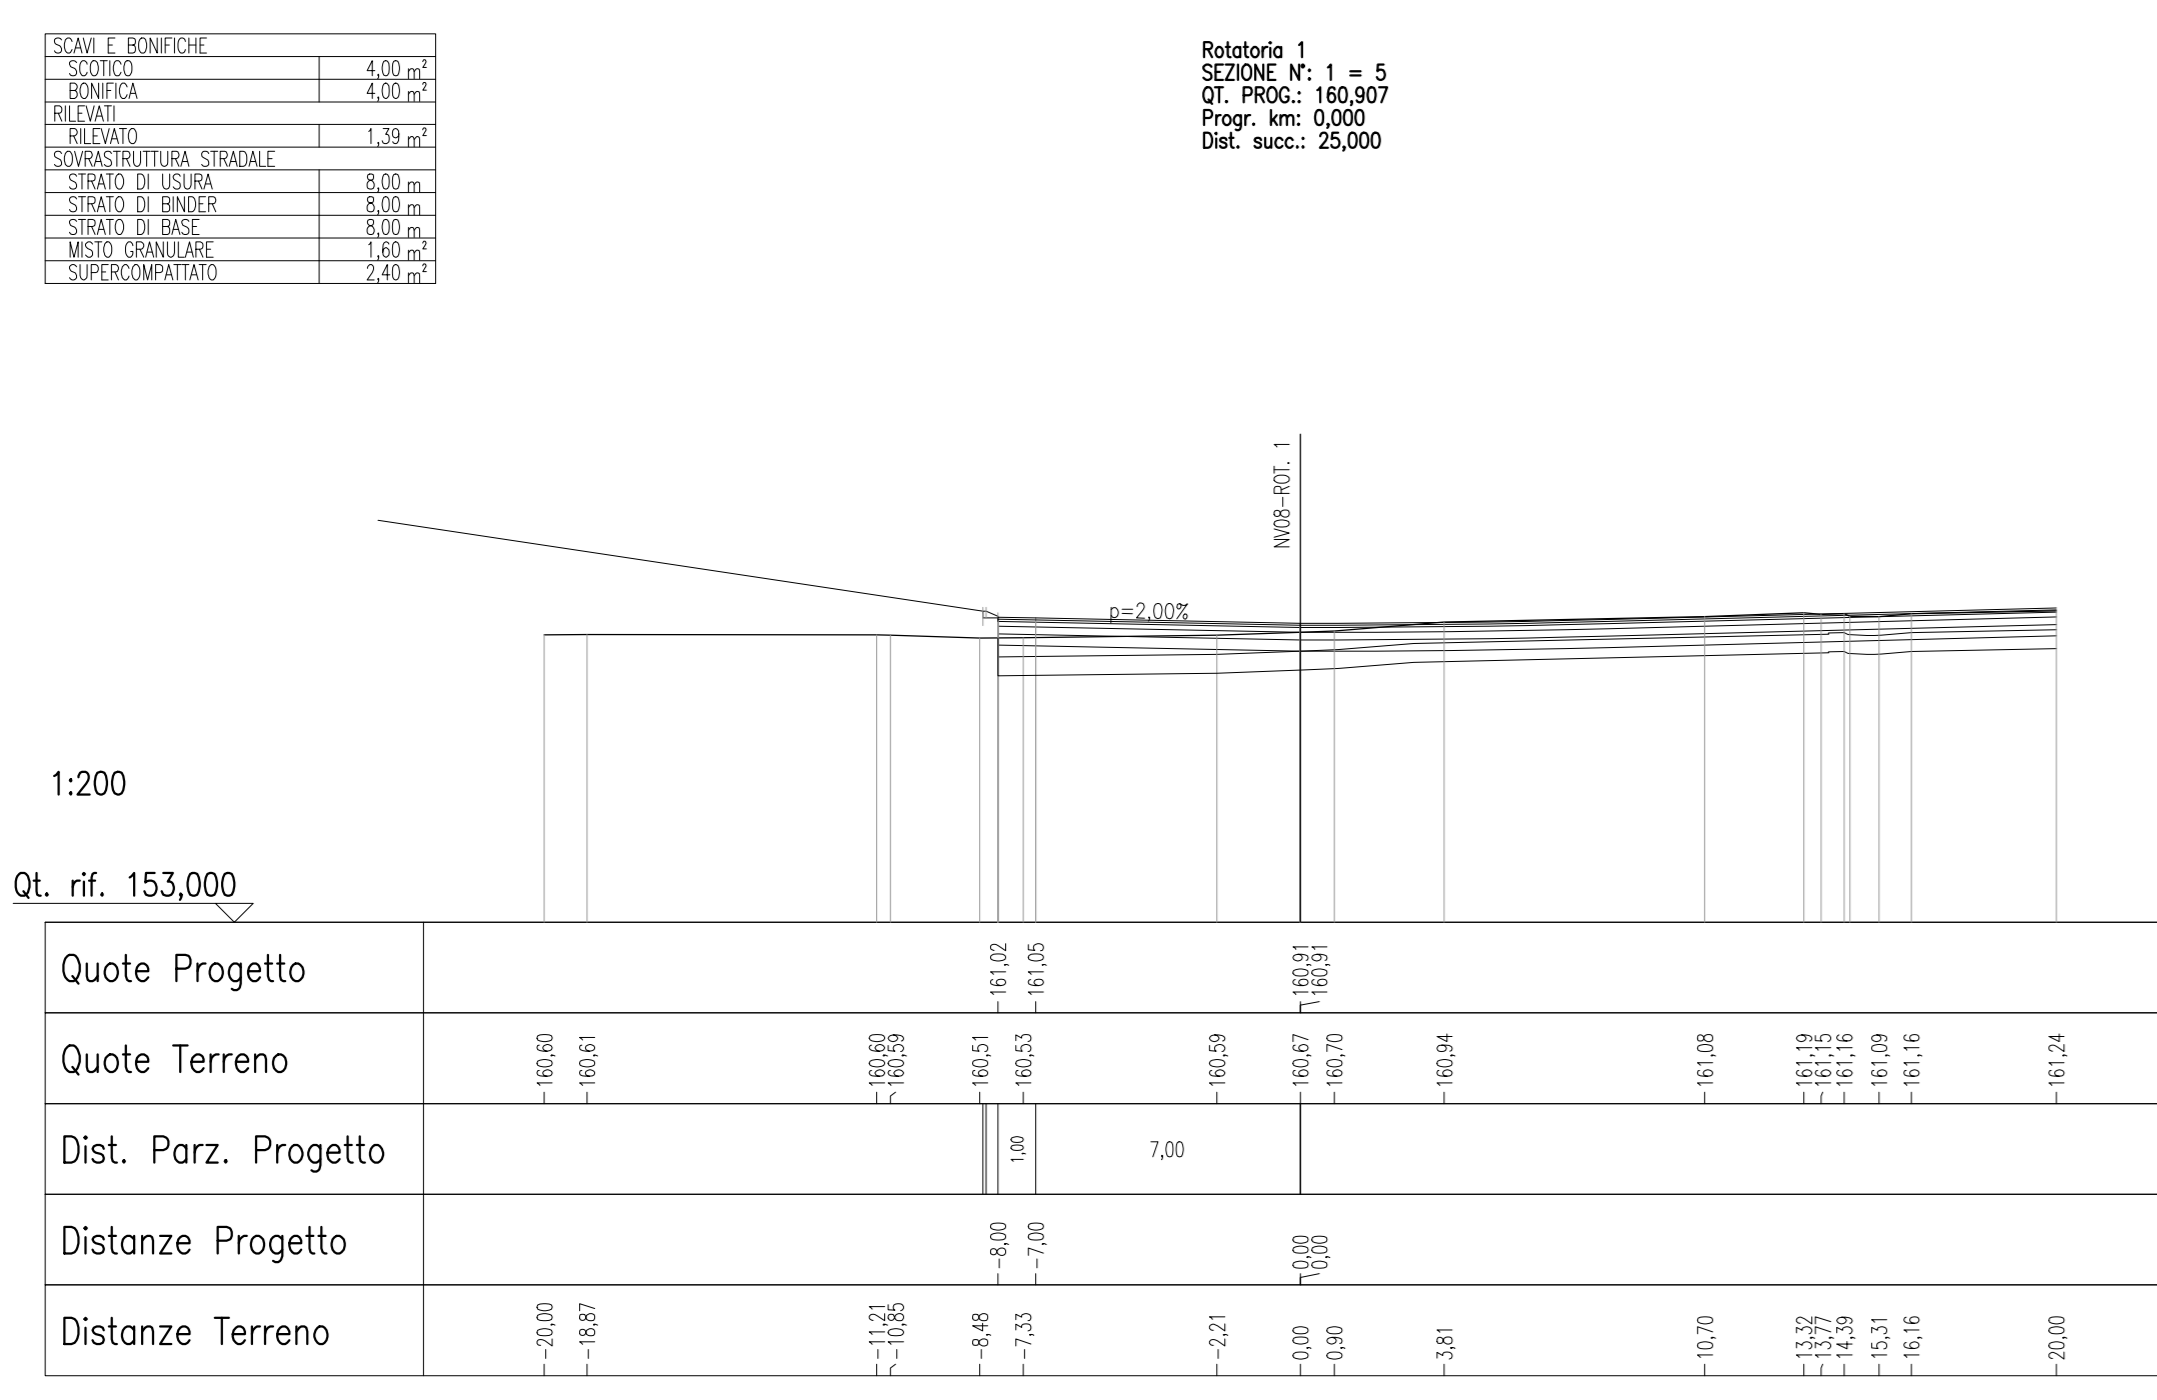 SCAVI E BONIFICHE
SCOTICO 4,00 m²
BONIFICA 4,00 m²
RILEVATI
RILEVATO 1,39 m²
SOVRASTRUTTURA STRADALE
STRATO DI USURA 8,00 m
STRATO DI BINDER 8,00 m
STRATO DI BASE 8,00 m
MISTO GRANULARE 1,60 m²
SUPERCOMPATTATO 2,40 m²
Rotatoria 1
SEZIONE N°: 1 = 5
QT. PROG.: 160,907
Progr. km: 0,000
Dist. succ.: 25,000
NV08-ROT. 1
p=2,00%
1:200
Qt. rif. 153,000
Quote Progetto 161,02 161,05 160,91 160,91
Quote Terreno 160,60 160,61 160,60 160,59 160,51 160,53 160,59 160,67 160,70 160,94 161,08 161,19 161,15 161,16 161,09 161,16 161,24
Dist. Parz. Progetto 1,00 7,00
Distanze Progetto -8,00 -7,00 0,00 0,00
Distanze Terreno -20,00 -18,87 -11,21 -10,85 -8,48 -7,33 -2,21 0,00 0,90 3,81 10,70 13,32 13,77 14,39 15,31 16,16 20,00